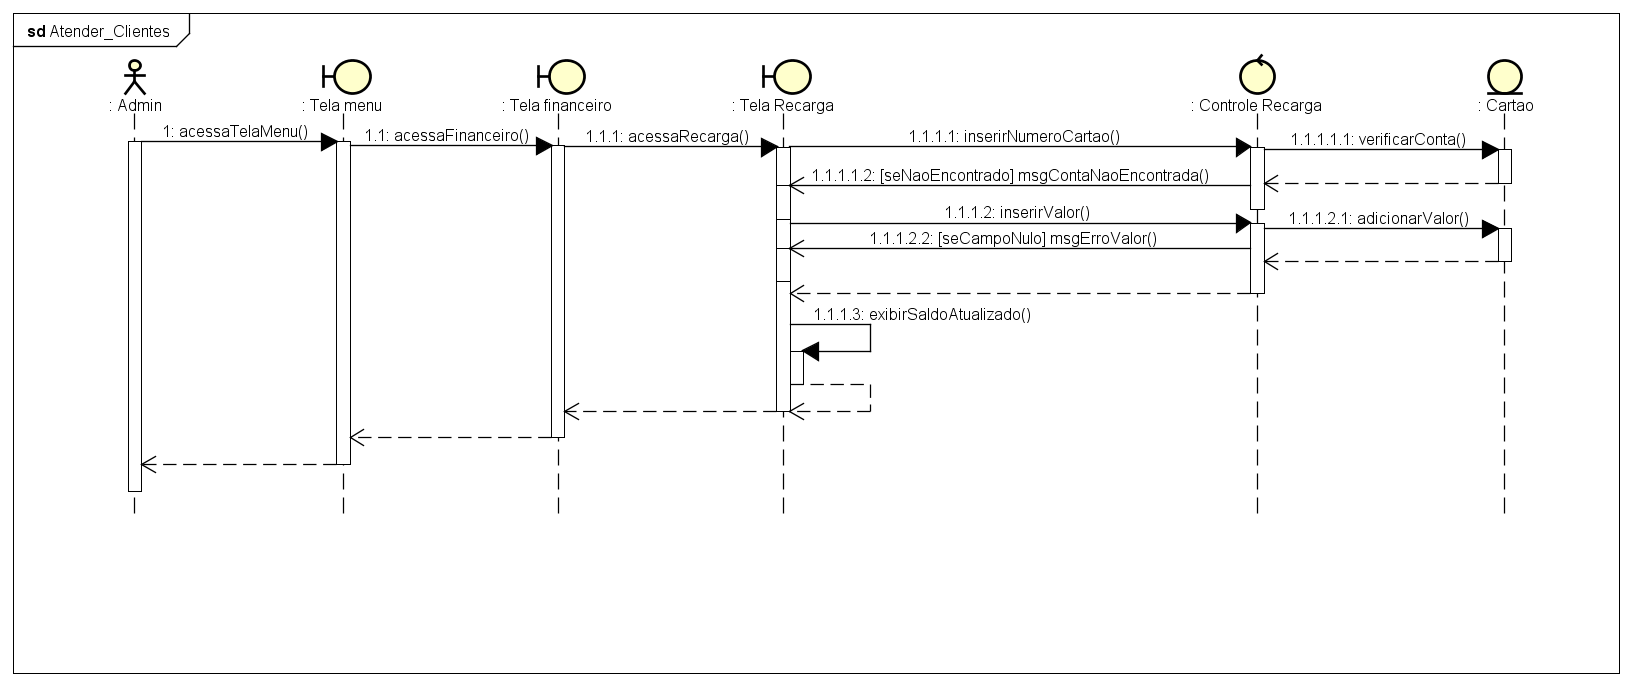 sd Atender_Clientes
: Admin
: Tela menu
: Tela financeiro
: Tela Recarga
: Controle Recarga
: Cartao
1: acessaTelaMenu()
1.1: acessaFinanceiro()
1.1.1: acessaRecarga()
1.1.1.1: inserirNumeroCartao()
1.1.1.1.1: verificarConta()
1.1.1.1.2: [seNaoEncontrado] msgContaNaoEncontrada()
1.1.1.2: inserirValor()
1.1.1.2.1: adicionarValor()
1.1.1.2.2: [seCampoNulo] msgErroValor()
1.1.1.3: exibirSaldoAtualizado()